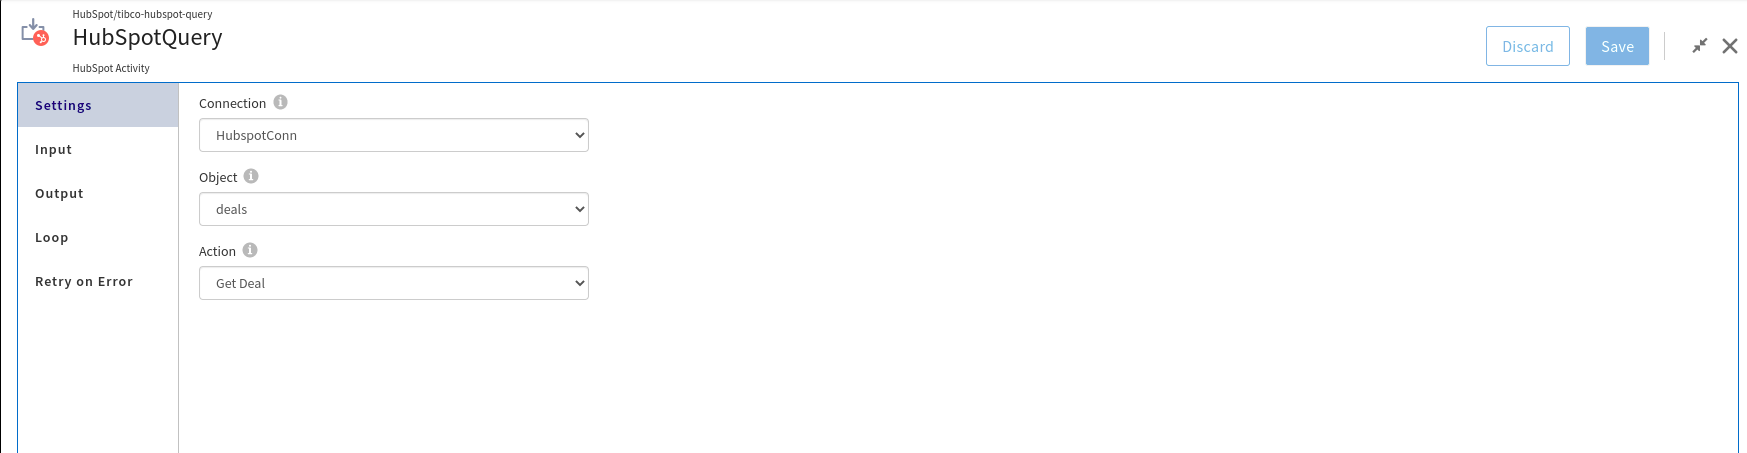 HubSpot/tibco-hubspot-query
HubSpotQuery
HubSpot Activity
Discard
Save
Settings
Input
Output
Loop
Retry on Error
Connection
HubspotConn
Object
deals
Action
Get Deal